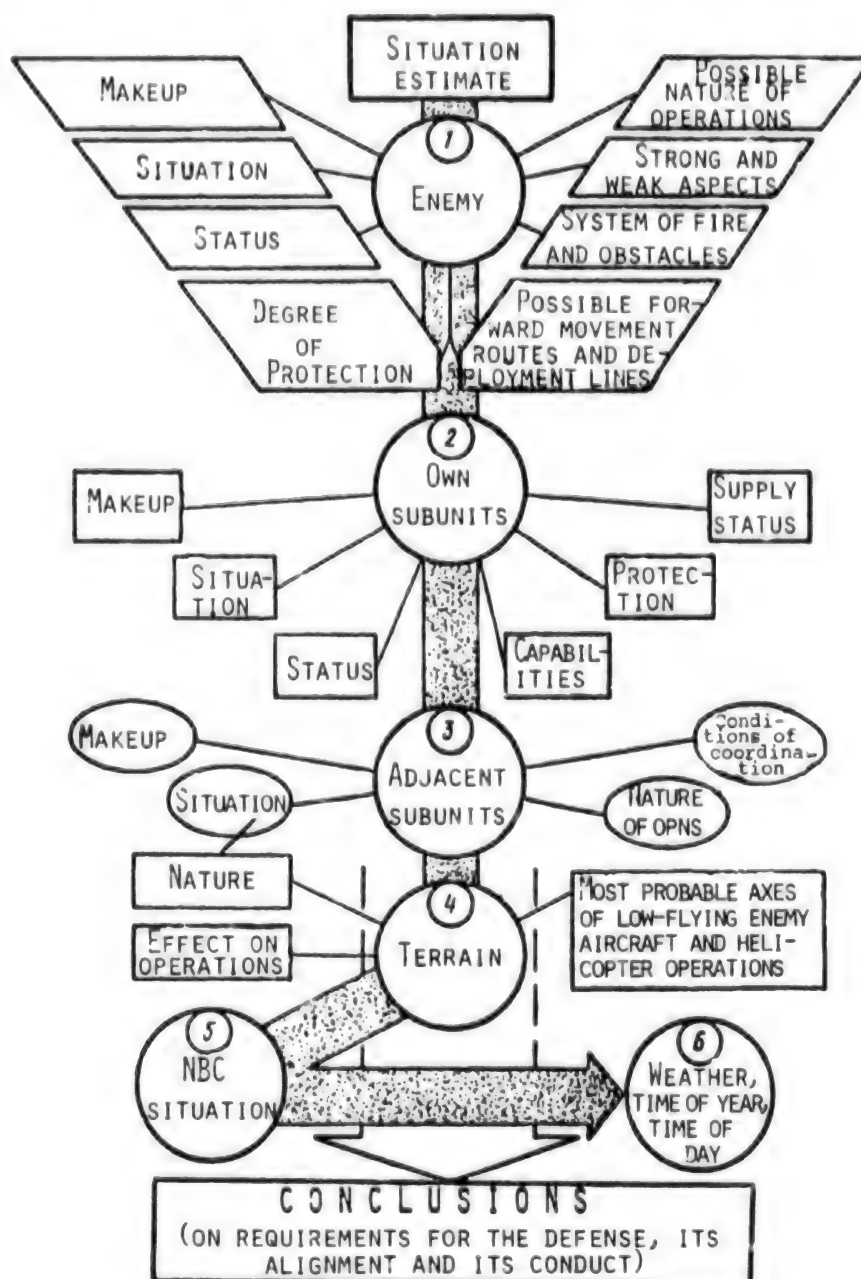 SITUATION
ESTIMATE
MAKEUP
SITUATION
STATUS
DEGREE
OF
PROTECTION
1
ENEMY
POSSIBLE
NATURE OF
OPERATIONS
STRONG AND
WEAK ASPECTS
SYSTEM OF FIRE
AND OBSTACLES
POSSIBLE FOR-
WARD MOVEMENT
ROUTES AND DE-
PLOYMENT LINES
2
OWN
SUBUNITS
MAKEUP
SITUA-
TION
STATUS
SUPPLY
STATUS
PROTEC-
TION
CAPABIL-
ITIES
3
ADJACENT
SUBUNITS
MAKEUP
SITUATION
Condi-
tions of
coordina-
tion
NATURE
OF OPNS
4
TERRAIN
NATURE
EFFECT ON
OPERATIONS
MOST PROBABLE AXES
OF LOW-FLYING ENEMY
AIRCRAFT AND HELI-
COPTER OPERATIONS
5
NBC
SITUATION
6
WEATHER,
TIME OF YEAR,
TIME OF
DAY
CONCLUSIONS
(ON REQUIREMENTS FOR THE DEFENSE, ITS
ALIGNMENT AND ITS CONDUCT)